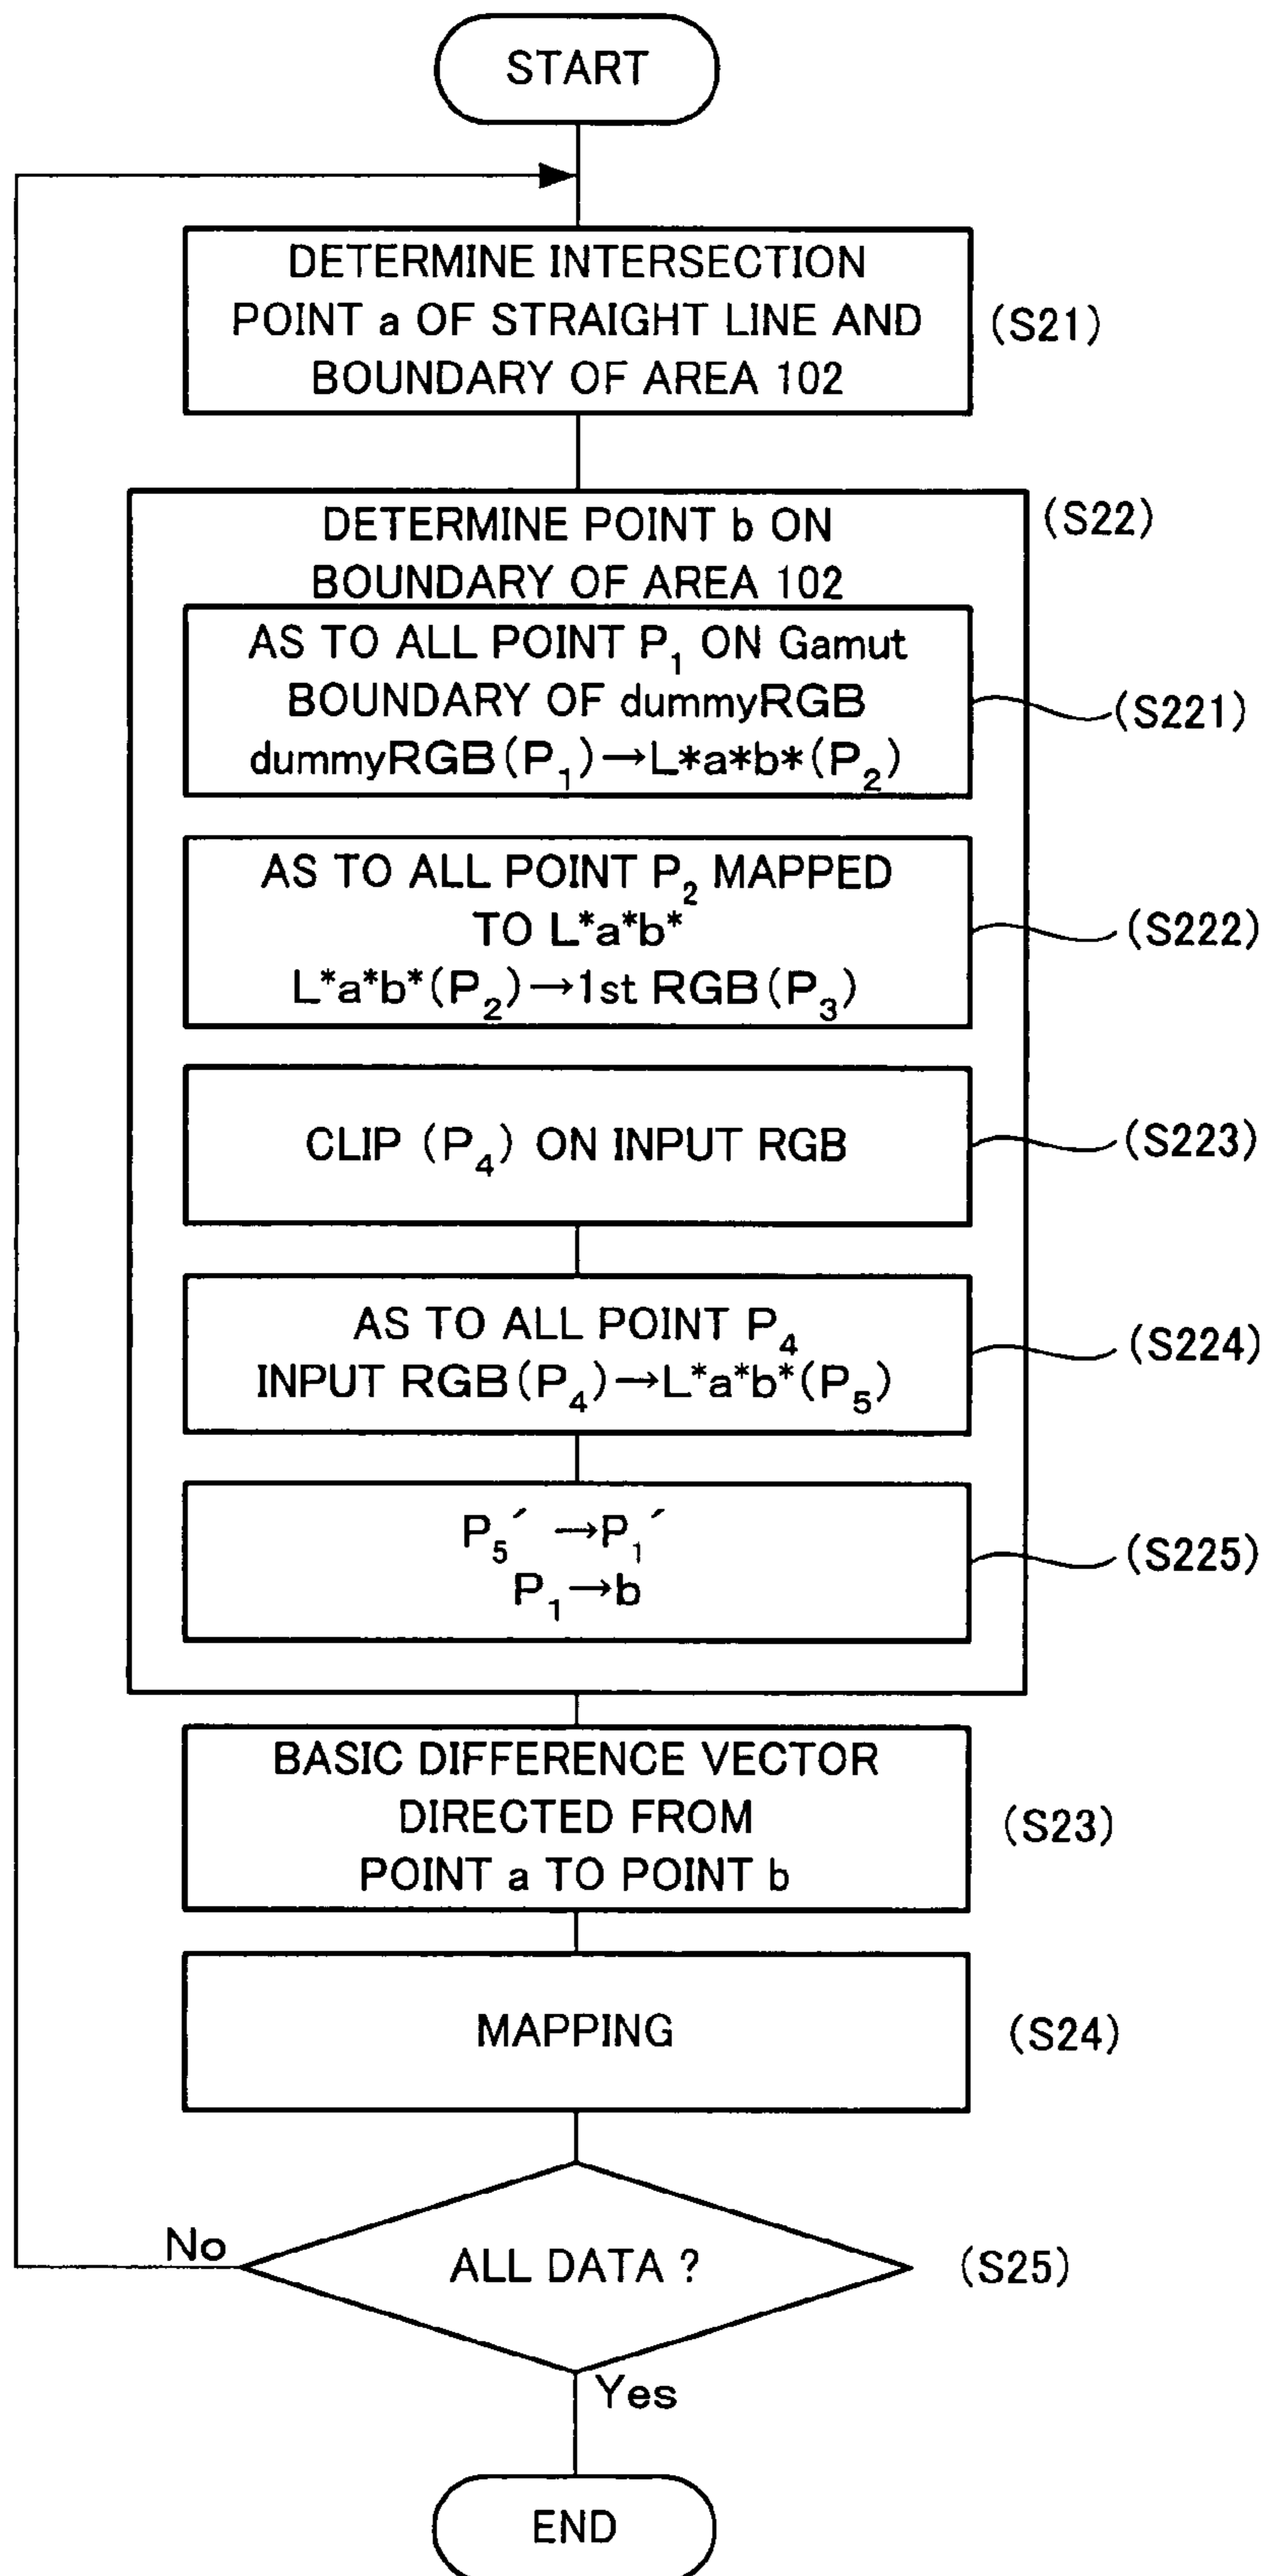 START
DETERMINE INTERSECTION
POINT a OF STRAIGHT LINE AND
BOUNDARY OF AREA 102
(S21)
DETERMINE POINT b ON
BOUNDARY OF AREA 102
(S22)
AS TO ALL POINT P₁ ON Gamut
BOUNDARY OF dummyRGB
dummyRGB(P₁)→L*a*b*(P₂)
(S221)
AS TO ALL POINT P₂ MAPPED
TO L*a*b*
L*a*b*(P₂)→1st RGB(P₃)
(S222)
CLIP (P₄) ON INPUT RGB
(S223)
AS TO ALL POINT P₄
INPUT RGB(P₄)→L*a*b*(P₅)
(S224)
P₅´ →P₁´
P₁→b
(S225)
BASIC DIFFERENCE VECTOR
DIRECTED FROM
POINT a TO POINT b
(S23)
MAPPING
(S24)
No
ALL DATA ?
(S25)
Yes
END